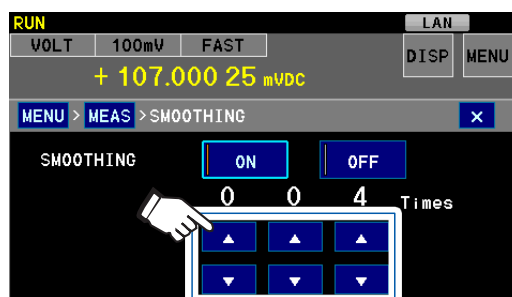 RUN LAN
VOLT 100mV FAST DISP MENU
+ 107.000 25 mVDC
MENU > MEAS >SMOOTHING ×
SMOOTHING ON OFF
0 0 4 Times
▲ ▲ ▲
▼ ▼ ▼